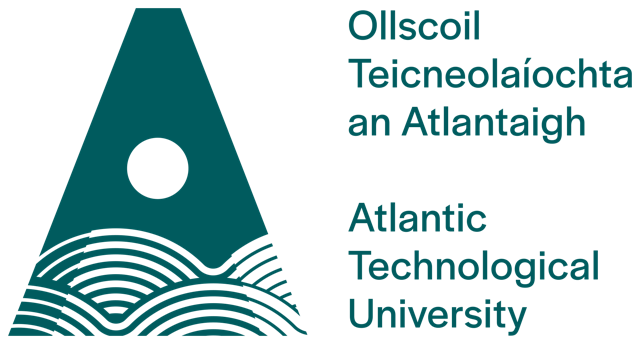 Ollscoil
Teicneolaíochta
an Atlantaigh
Atlantic
Technological
University